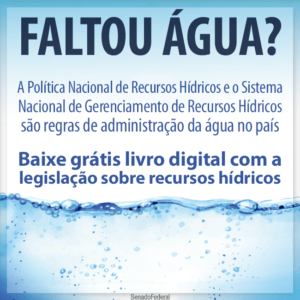 FALTOU ÁGUA?
A Política Nacional de Recursos Hídricos e o Sistema
Nacional de Gerenciamento de Recursos Hídricos
são regras de administração da água no país
Baixe grátis livro digital com a
legislação sobre recursos hídricos
SenadoFederal